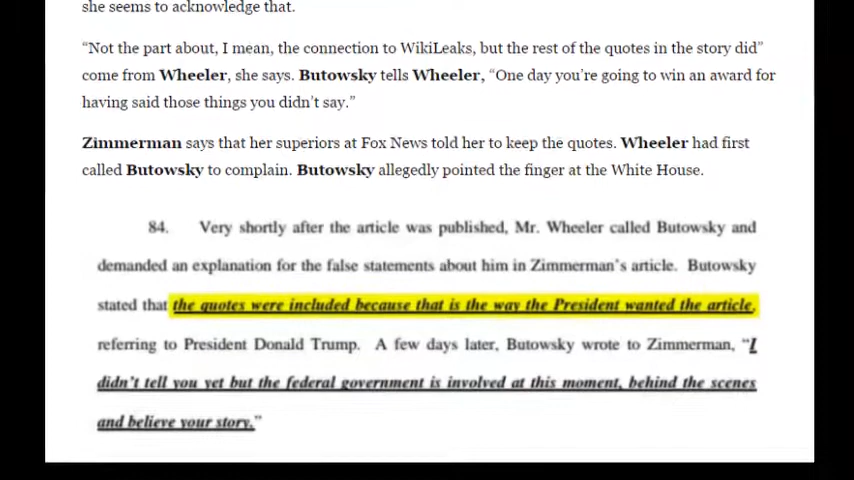 she seems to acknowledge that.
“Not the part about, I mean, the connection to WikiLeaks, but the rest of the quotes in the story did”
come from Wheeler, she says. Butowsky tells Wheeler, “One day you’re going to win an award for
having said those things you didn’t say.”
Zimmerman says that her superiors at Fox News told her to keep the quotes. Wheeler had first
called Butowsky to complain. Butowsky allegedly pointed the finger at the White House.
84. Very shortly after the article was published, Mr. Wheeler called Butowsky and
demanded an explanation for the false statements about him in Zimmerman’s article. Butowsky
stated that the quotes were included because that is the way the President wanted the article,
referring to President Donald Trump. A few days later, Butowsky wrote to Zimmerman, “I
didn’t tell you yet but the federal government is involved at this moment, behind the scenes
and believe your story.”